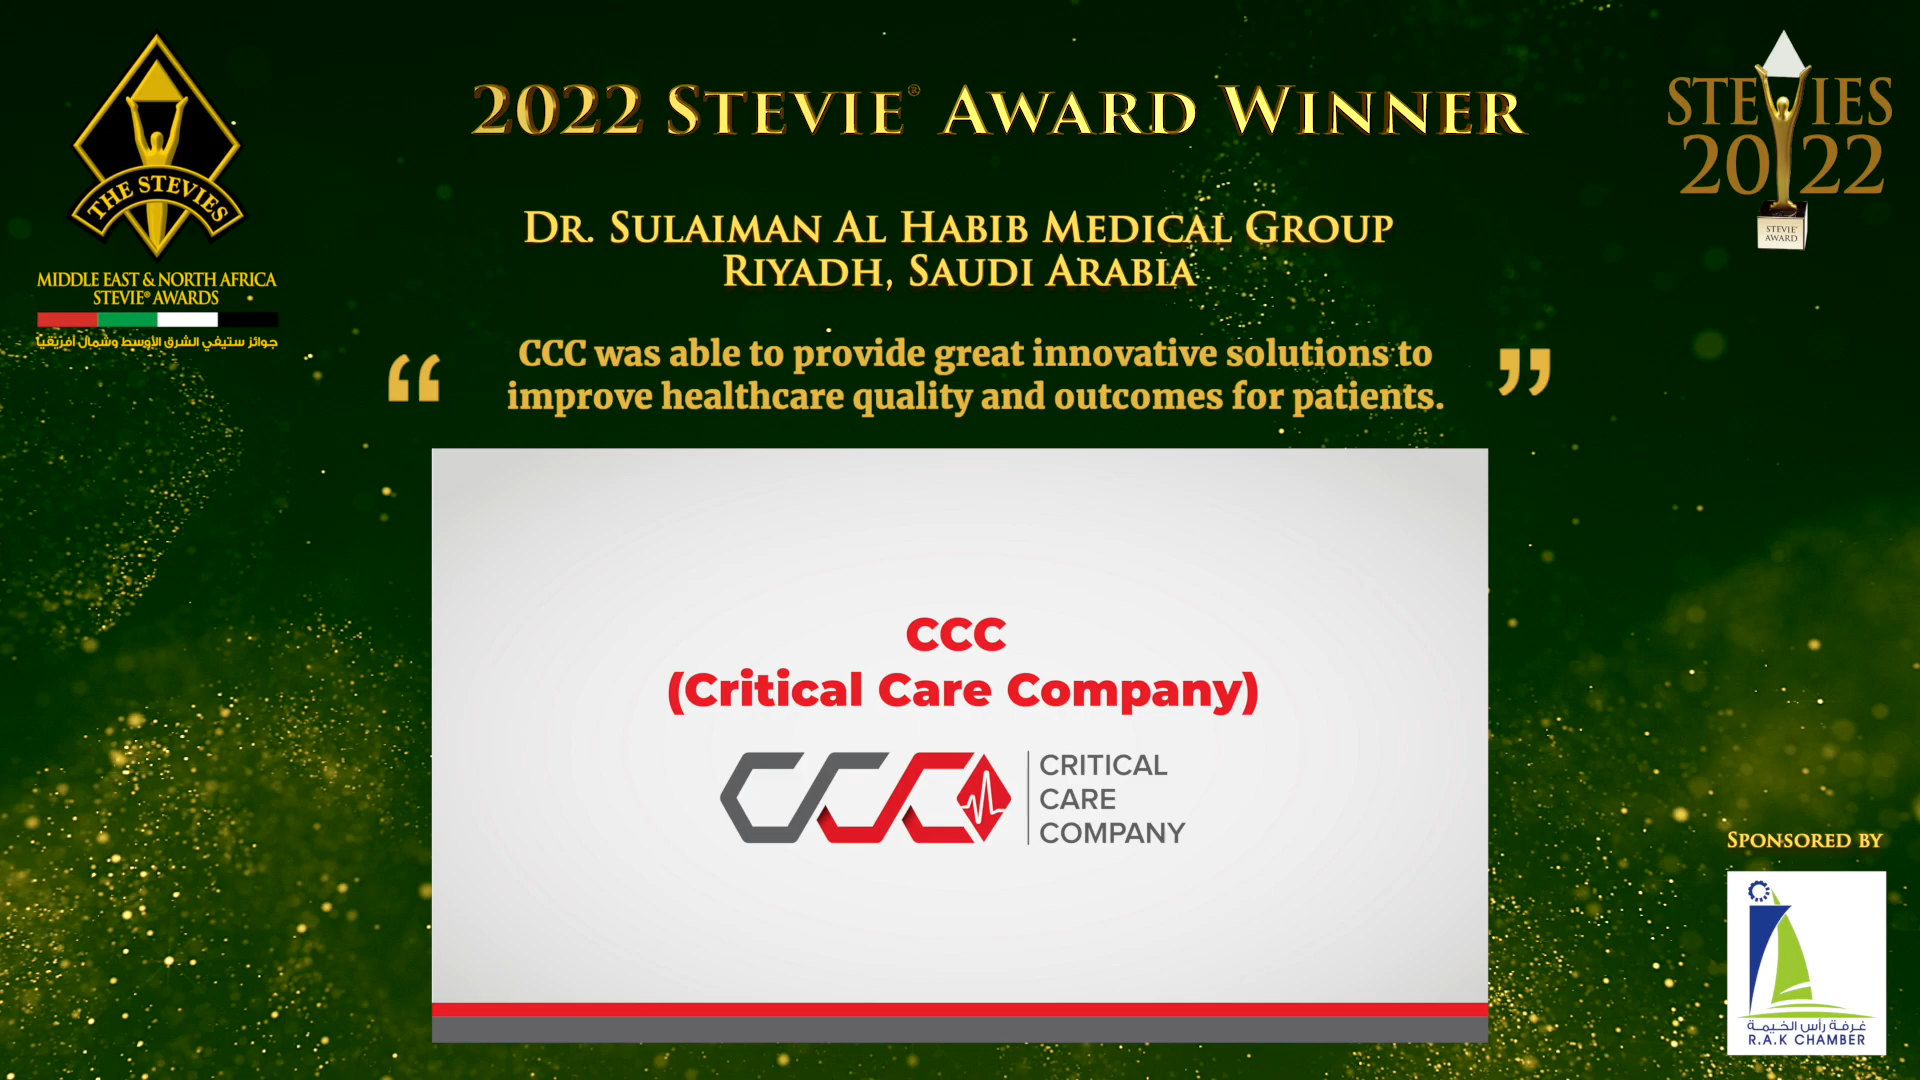 2022 STEVIE® AWARD WINNER
DR. SULAIMAN AL HABIB MEDICAL GROUP
RIYADH, SAUDI ARABIA
“ CCC was able to provide great innovative solutions to
improve healthcare quality and outcomes for patients. ”
THE STEVIES
MIDDLE EAST & NORTH AFRICA
STEVIE® AWARDS
جوائز ستيفي الشرق الأوسط وشمال أفريقيا
STEVIES
2022
STEVIE®
AWARD
CCC
(Critical Care Company)
CCC
CRITICAL
CARE
COMPANY
SPONSORED BY
غرفة رأس الخيمة
R.A.K CHAMBER